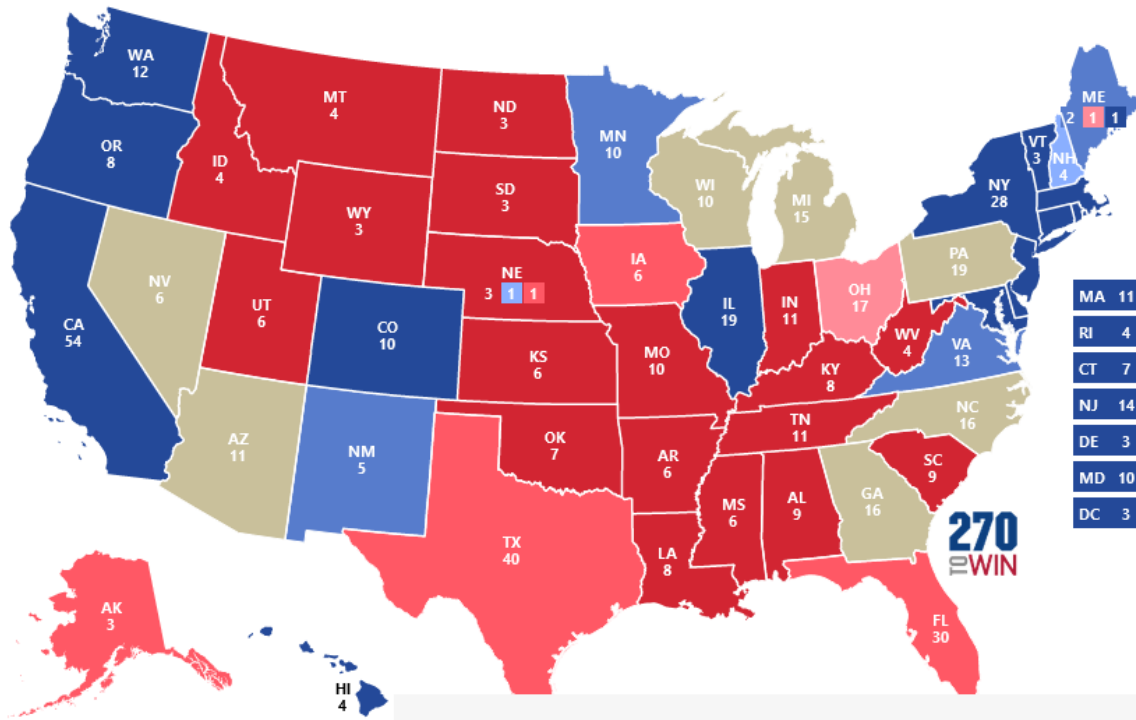 WA
12
OR
8
CA
54
NV
6
ID
4
MT
4
WY
3
UT
6
AZ
11
CO
10
NM
5
ND
3
SD
3
NE
3 1 1
KS
6
OK
7
TX
40
MN
10
IA
6
MO
10
AR
6
LA
8
WI
10
IL
19
MI
15
IN
11
OH
17
KY
8
TN
11
MS
6
AL
9
GA
16
FL
30
SC
9
NC
16
VA
13
WV
4
PA
19
NY
28
VT
3
NH
4
ME
2 1 1
MA 11
RI 4
CT 7
NJ 14
DE 3
MD 10
DC 3
AK
3
HI
4
270
TO WIN